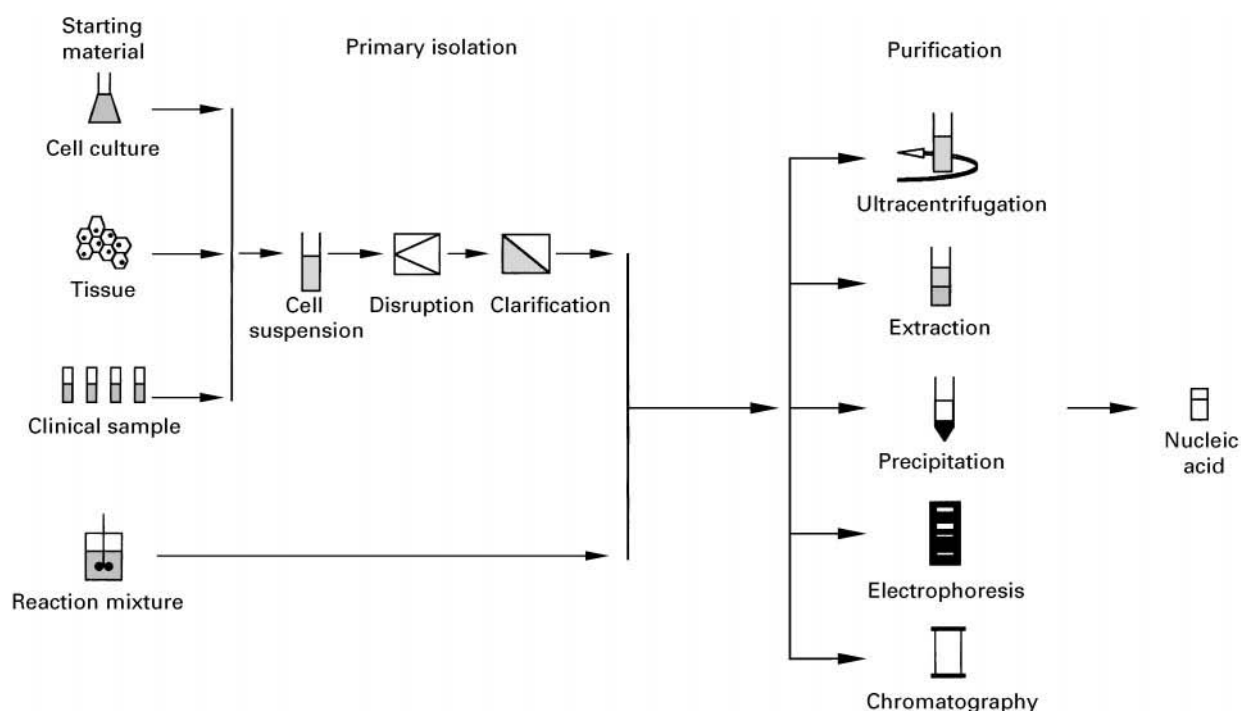 Starting
material
Primary isolation
Purification
Cell culture
Tissue
Clinical sample
Reaction mixture
Cell
suspension
Disruption
Clarification
Ultracentrifugation
Extraction
Precipitation
Electrophoresis
Chromatography
Nucleic
acid